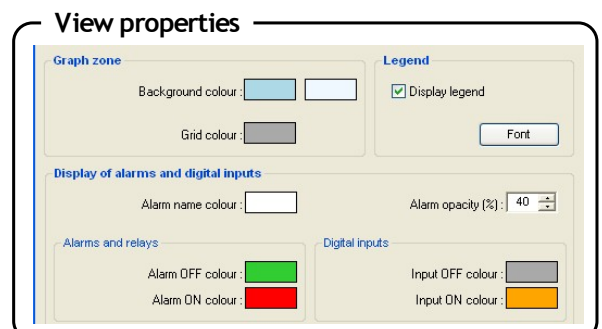 View properties
Graph zone
Background colour :
Grid colour :
Legend
Display legend
Font
Display of alarms and digital inputs
Alarm name colour :
Alarm opacity (%) : 40
Alarms and relays
Alarm OFF colour :
Alarm ON colour :
Digital inputs
Input OFF colour :
Input ON colour :